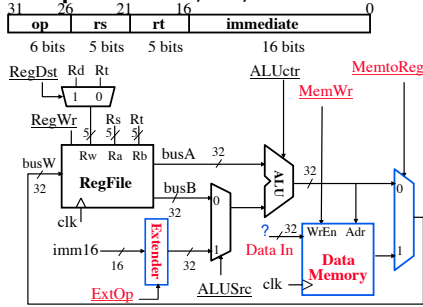 31 26 21 16 0
op rs rt immediate
6 bits 5 bits 5 bits 16 bits
RegDst Rd Rt
1 0
ALUctr
MemtoReg
MemWr
RegWr Rs Rt
5 5 5
busW Rw Ra Rb busA 32
32 RegFile busB
ALU 32
clk 32
0 0
imm16 Extender 32 1
16
? 32 WrEn Adr
Data In Data 1
Memory
clk
ExtOp ALUSrc